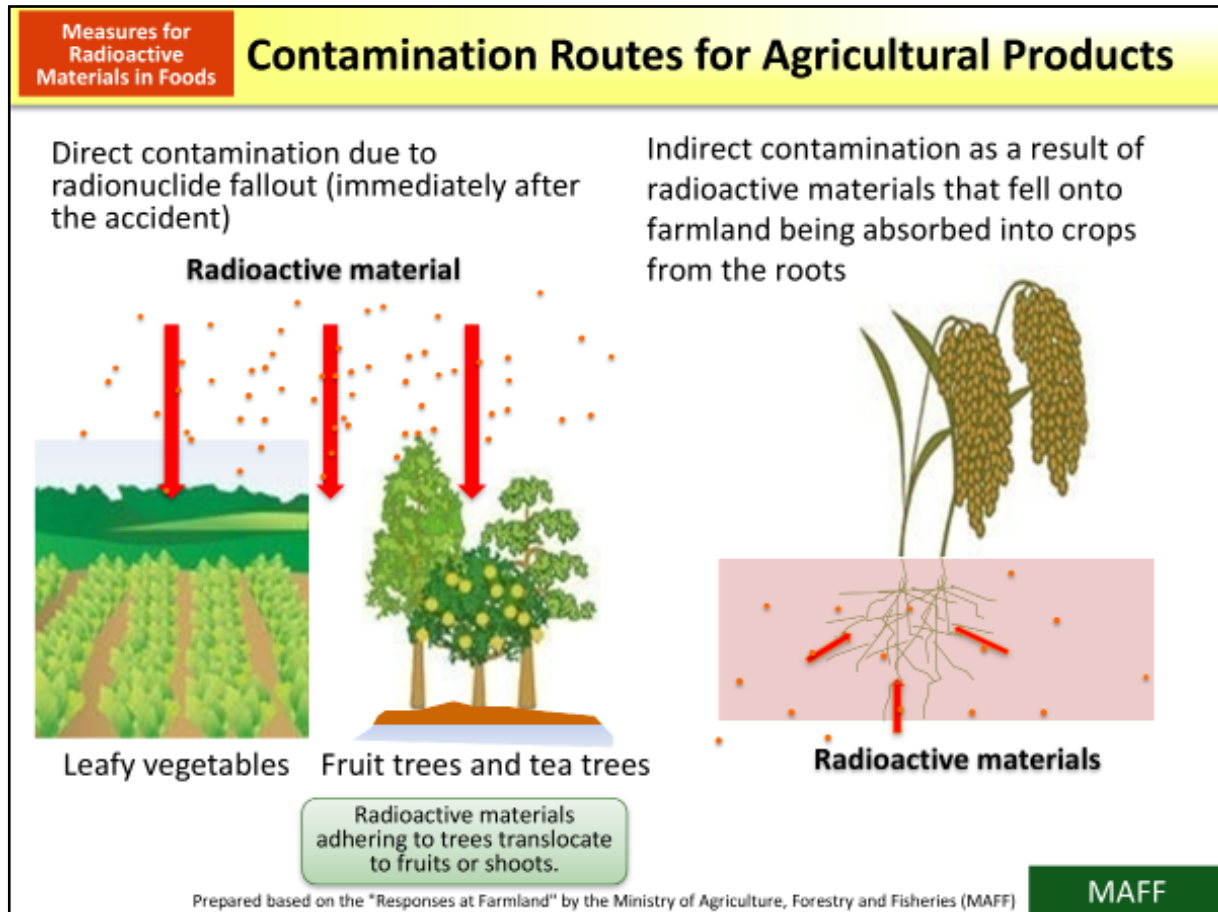 Measures for
Radioactive
Materials in Foods
Contamination Routes for Agricultural Products
Direct contamination due to
radionuclide fallout (immediately after
the accident)
Radioactive material
Leafy vegetables
Fruit trees and tea trees
Radioactive materials
adhering to trees translocate
to fruits or shoots.
Indirect contamination as a result of
radioactive materials that fell onto
farmland being absorbed into crops
from the roots
Radioactive materials
Prepared based on the "Responses at Farmland" by the Ministry of Agriculture, Forestry and Fisheries (MAFF)
MAFF